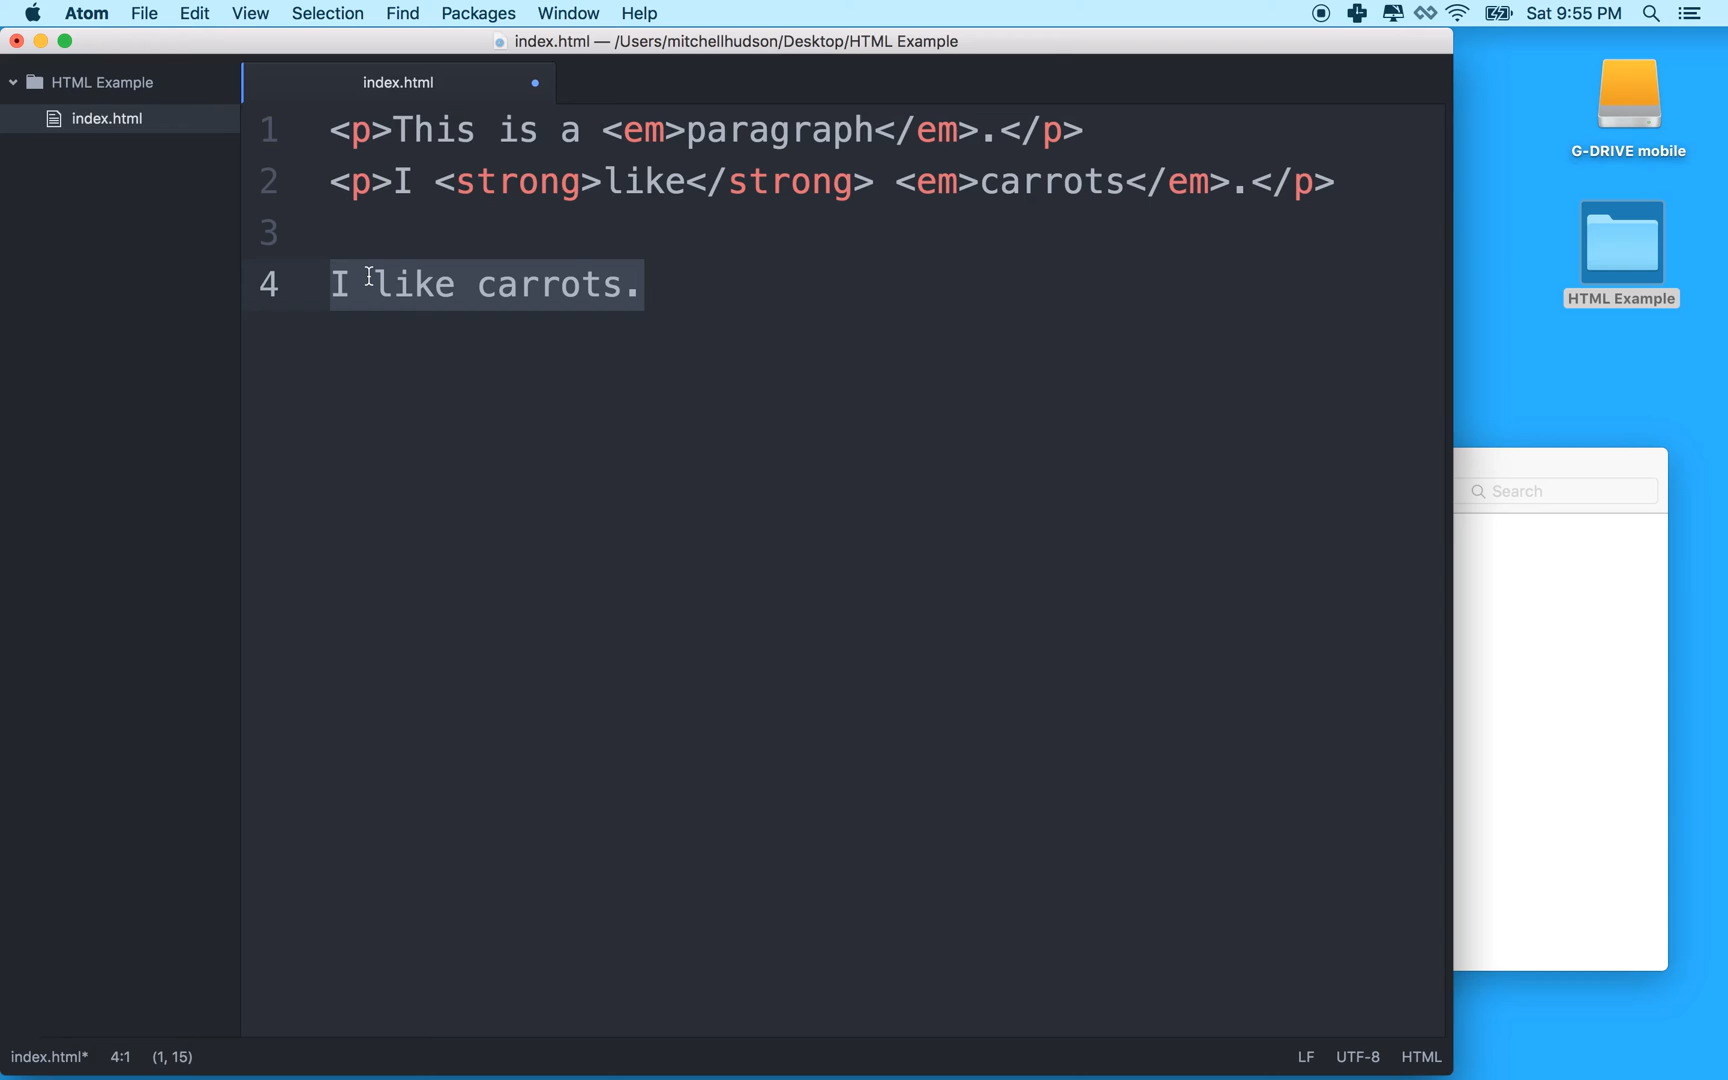 Atom File Edit View Selection Find Packages Window Help Sat 9:55 PM
index.html — /Users/mitchellhudson/Desktop/HTML Example
HTML Example
index.html
index.html
1 <p>This is a <em>paragraph</em>.</p>
2 <p>I <strong>like</strong> <em>carrots</em>.</p>
3
4 I like carrots.
G-DRIVE mobile
HTML Example
Search
index.html* 4:1 (1, 15) LF UTF-8 HTML